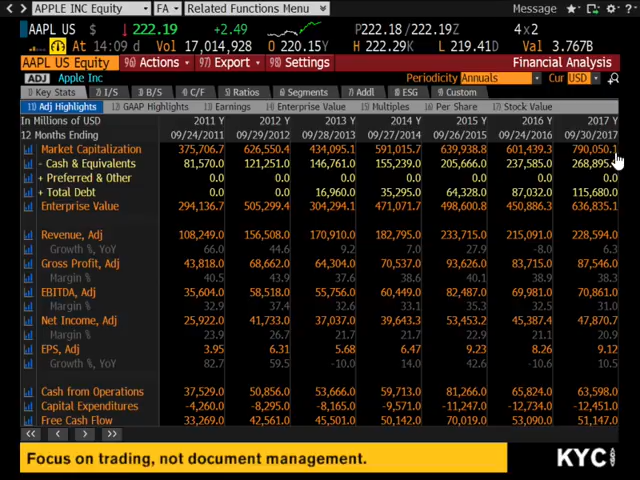 < > APPLE INC Equity FA Related Functions Menu Message
AAPL US $ 222.19 +2.49 P222.18 /222.19Z 4x2
At 14:09 d Vol 17,014,928 O 220.15Y H 222.29K L 219.41D Val 3.767B
AAPL US Equity 96) Actions 97) Export 98) Settings Financial Analysis
ADJ Apple Inc Periodicity Annuals Cur USD
1) Key Stats 2) I/S 3) B/S 4) C/F 5) Ratios 6) Segments 7) Addl 8) ESG 9) Custom
11) Adj Highlights 12) GAAP Highlights 13) Earnings 14) Enterprise Value 15) Multiples 16) Per Share 17) Stock Value
In Millions of USD 2011 Y 2012 Y 2013 Y 2014 Y 2015 Y 2016 Y 2017 Y
12 Months Ending 09/24/2011 09/29/2012 09/28/2013 09/27/2014 09/26/2015 09/24/2016 09/30/2017
Market Capitalization 375,706.7 626,550.4 434,095.1 591,015.7 639,938.8 601,439.3 790,050.1
- Cash & Equivalents 81,570.0 121,251.0 146,761.0 155,239.0 205,666.0 237,585.0 268,895.
+ Preferred & Other 0.0 0.0 0.0 0.0 0.0 0.0 0.0
+ Total Debt 0.0 0.0 16,960.0 35,295.0 64,328.0 87,032.0 115,680.0
Enterprise Value 294,136.7 505,299.4 304,294.1 471,071.7 498,600.8 450,886.3 636,835.1
Revenue, Adj 108,249.0 156,508.0 170,910.0 182,795.0 233,715.0 215,091.0 228,594.0
Growth %, YoY 66.0 44.6 9.2 7.0 27.9 -8.0 6.3
Gross Profit, Adj 43,818.0 68,662.0 64,304.0 70,537.0 93,626.0 83,715.0 87,546.0
Margin % 40.5 43.9 37.6 38.6 40.1 38.9 38.3
EBITDA, Adj 35,604.0 58,518.0 55,756.0 60,449.0 82,487.0 69,981.0 70,861.0
Margin % 32.9 37.4 32.6 33.1 35.3 32.5 31.0
Net Income, Adj 25,922.0 41,733.0 37,037.0 39,643.3 53,453.0 45,387.4 47,870.7
Margin % 23.9 26.7 21.7 21.7 22.9 21.1 20.9
EPS, Adj 3.95 6.31 5.68 6.47 9.23 8.26 9.12
Growth %, YoY 82.7 59.5 -10.0 14.0 42.6 -10.6 10.5
Cash from Operations 37,529.0 50,856.0 53,666.0 59,713.0 81,266.0 65,824.0 63,598.0
Capital Expenditures -4,260.0 -8,295.0 -8,165.0 -9,571.0 -11,247.0 -12,734.0 -12,451.0
Free Cash Flow 33,269.0 42,561.0 45,501.0 50,142.0 70,019.0 53,090.0 51,147.0
<< < > >>
Focus on trading, not document management. KYC